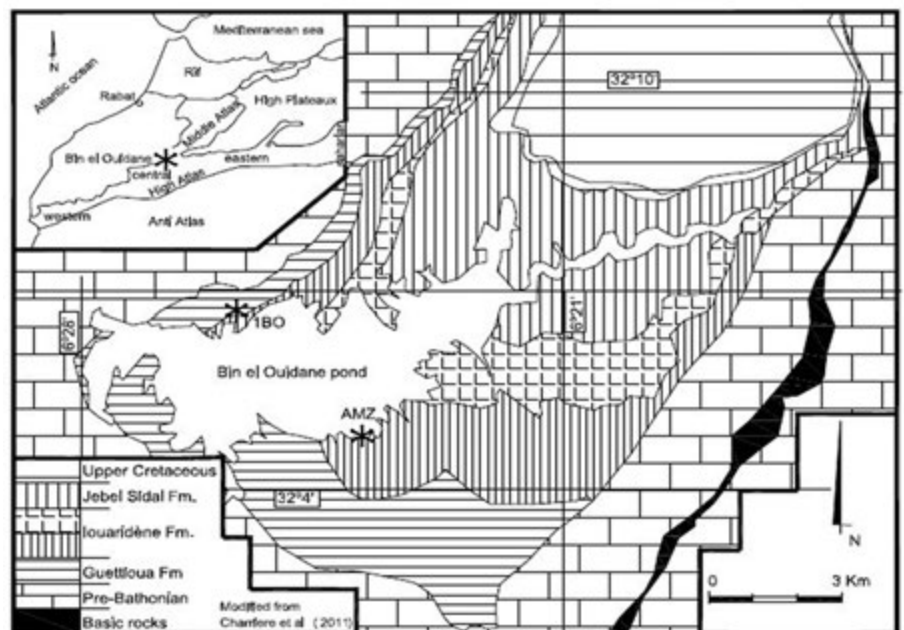 Mediterranean sea
N
Atlantic ocean
Rif
Rabat
Middle Atlas
High Plateaux
Bin el Ouidane
central
High Atlas
eastern
western
Anti Atlas
32°10'
6°28'
1BO
6°21'
Bin el Ouidane pond
AMZ
32°4'
Upper Cretaceous
Jebel Sidal Fm.
Iouaridène Fm.
Guettioua Fm
Pre-Bathonian
Basic rocks
Modified from
Charriere et al (2011)
N
0 3 Km